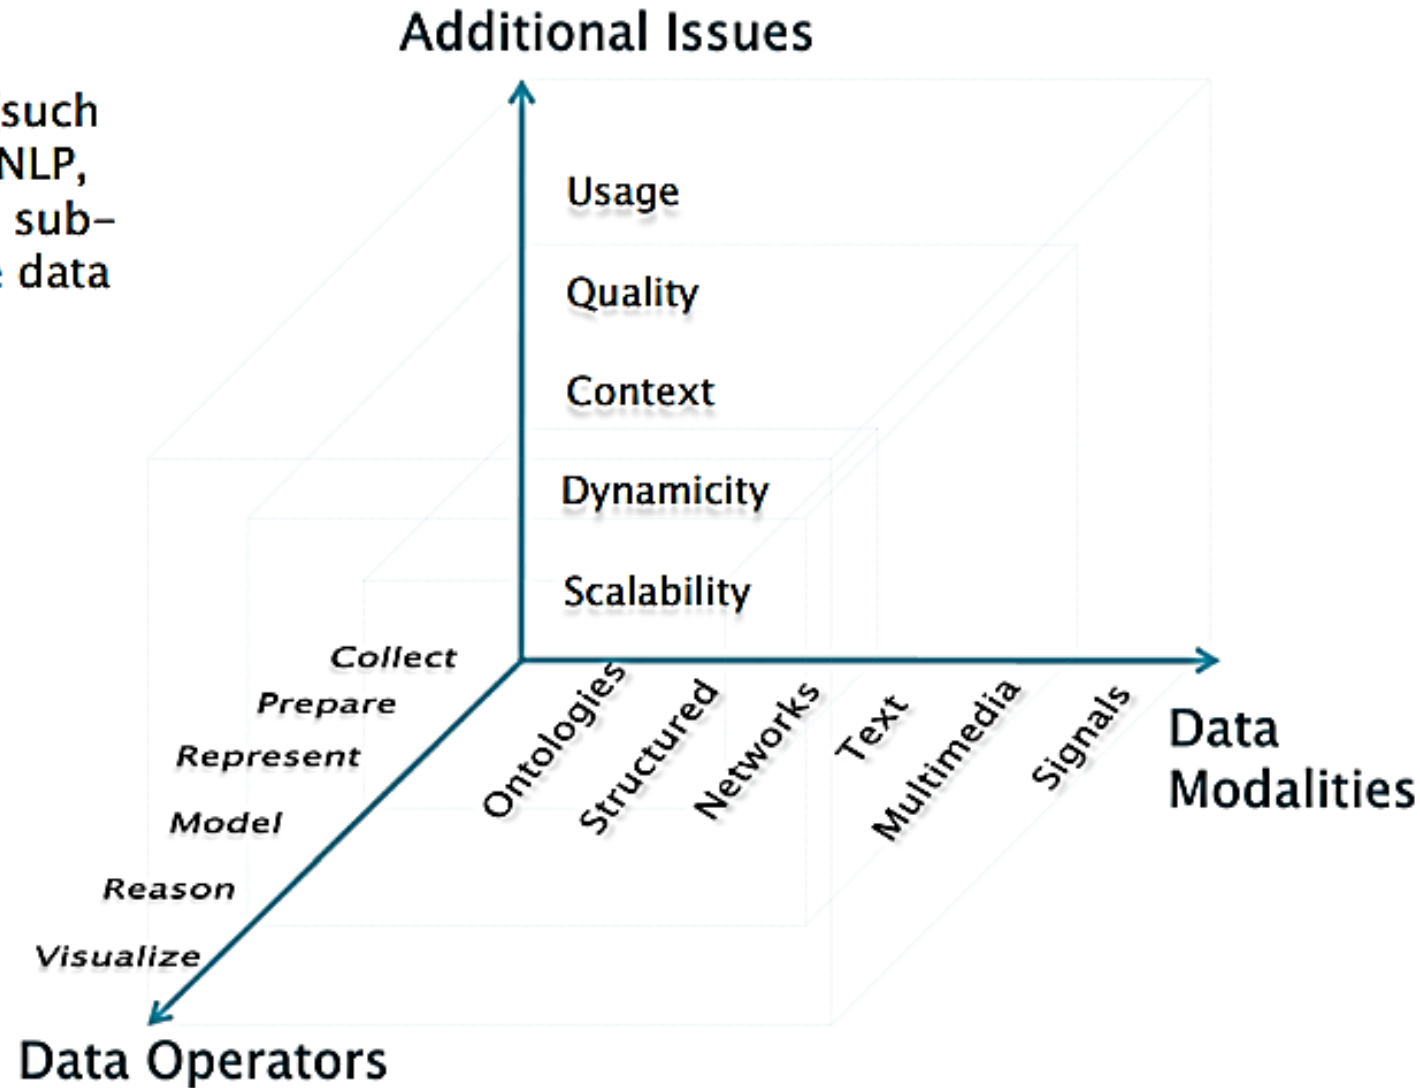 Additional Issues
such
NLP,
sub-
data
Usage
Quality
Context
Dynamicity
Scalability
Collect
Prepare
Represent
Model
Reason
Visualize
Ontologies
Structured
Networks
Text
Multimedia
Signals
Data
Modalities
Data Operators